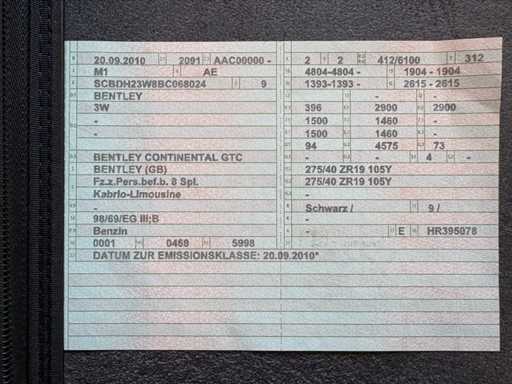 20.09.2010 2091 AAC00000 - 2 2 412/6100 312
M1 AE 4804-4804 - 1904 - 1904
SCBDH23W8BC068024 9 1393-1393 - 2615 - 2615
BENTLEY - - -
3W 396 2900 2900
- 1500 1460 -
- 1500 1460 -
94 4575 73
BENTLEY CONTINENTAL GTC - - 4 -
BENTLEY (GB) 275/40 ZR19 105Y
Fz.z.Pers.bef.b. 8 Spl. 275/40 ZR19 105Y
Kabrio-Limousine -
- Schwarz / 9 /
98/69/EG III;B -
Benzin - E HR395078
0001 0469 5998
DATUM ZUR EMISSIONSKLASSE: 20.09.2010*